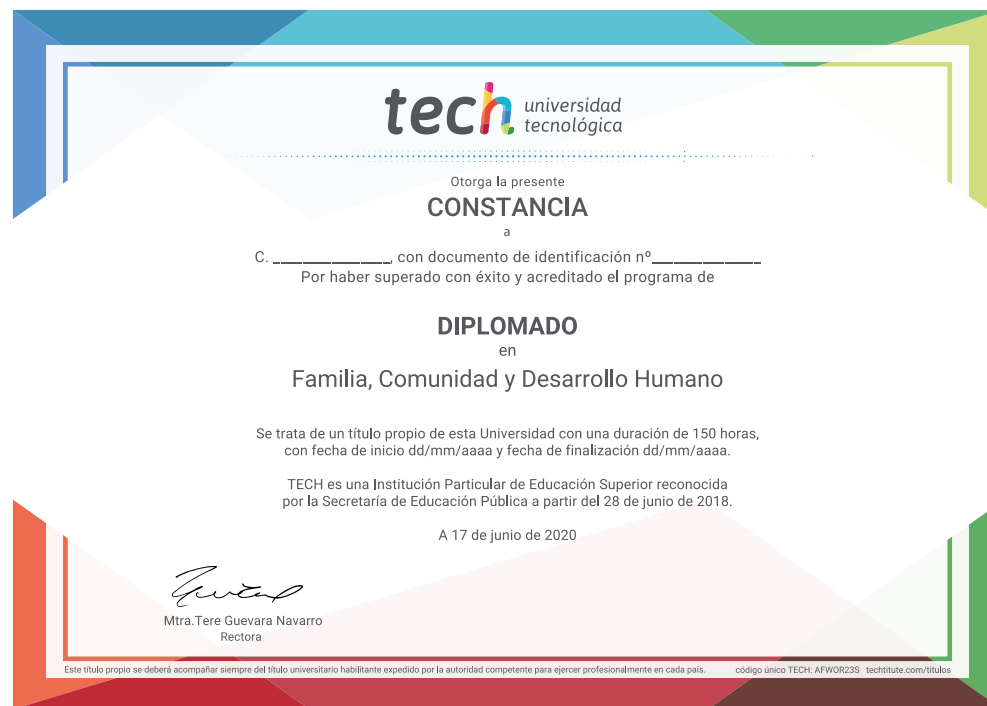 tech universidad
tecnológica
Otorga la presente
CONSTANCIA
a
C. ______________, con documento de identificación nº_____________
Por haber superado con éxito y acreditado el programa de
DIPLOMADO
en
Familia, Comunidad y Desarrollo Humano
Se trata de un título propio de esta Universidad con una duración de 150 horas,
con fecha de inicio dd/mm/aaaa y fecha de finalización dd/mm/aaaa.
TECH es una Institución Particular de Educación Superior reconocida
por la Secretaría de Educación Pública a partir del 28 de junio de 2018.
A 17 de junio de 2020
Mtra.Tere Guevara Navarro
Rectora
Este título propio se deberá acompañar siempre del título universitario habilitante expedido por la autoridad competente para ejercer profesionalmente en cada país. código único TECH: AFWOR23S techtitute.com/titulos